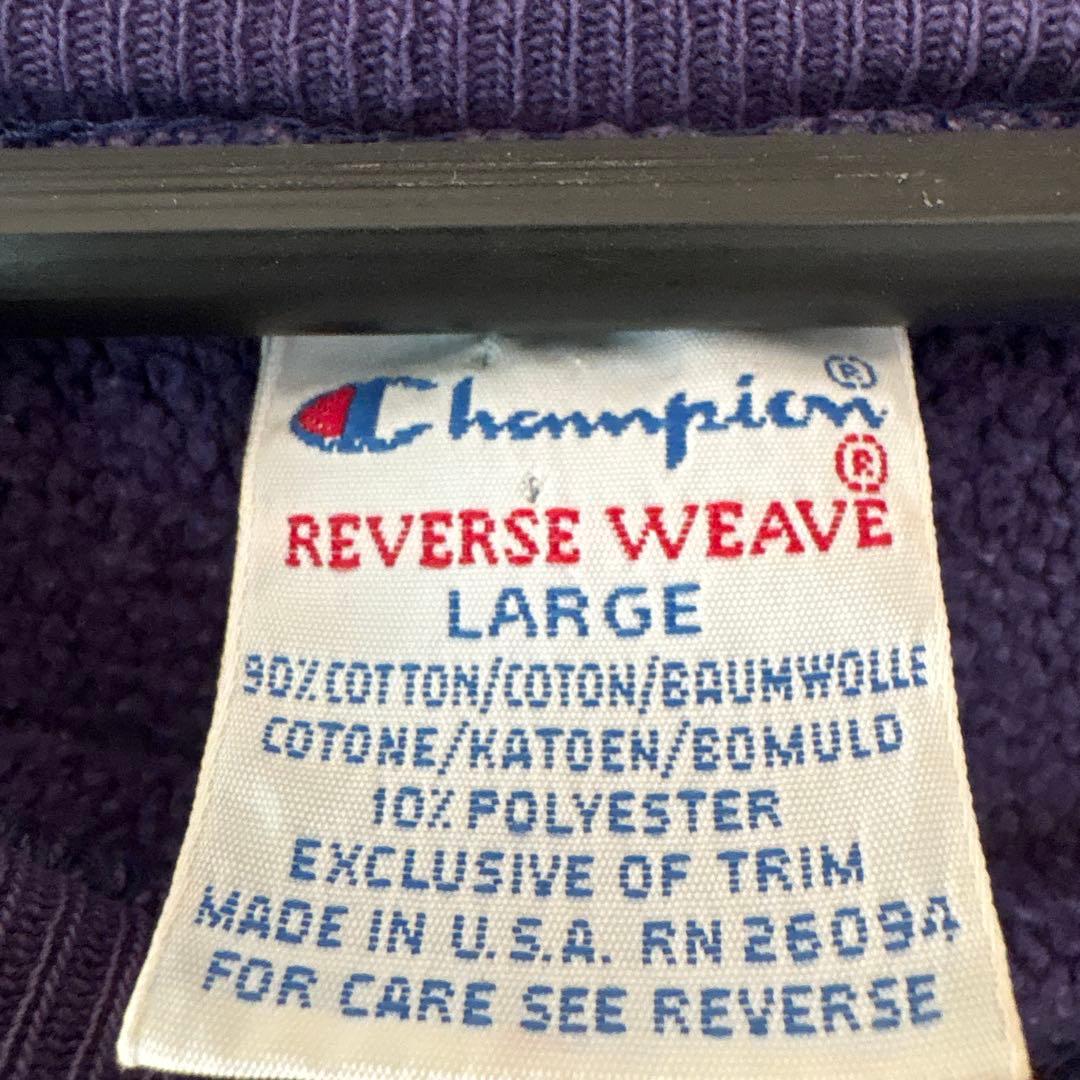 Champion®
REVERSE WEAVE®
LARGE
90% COTTON/COTON/BAUMWOLLE
COTONE/KATOEN/BOMULD
10% POLYESTER
EXCLUSIVE OF TRIM
MADE IN U.S.A. RN 26094
FOR CARE SEE REVERSE